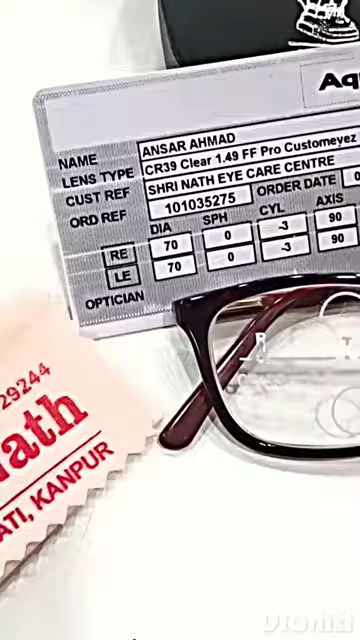 NAME ANSAR AHMAD
LENS TYPE CR39 Clear 1.49 FF Pro Customeyez
CUST REF SHRI NATH EYE CARE CENTRE
ORD REF 101035275 ORDER DATE
DIA SPH CYL AXIS
RE 70 0 -3 90
LE 70 0 -3 90
OPTICIAN
29244
ath
ATI, KANPUR
R T